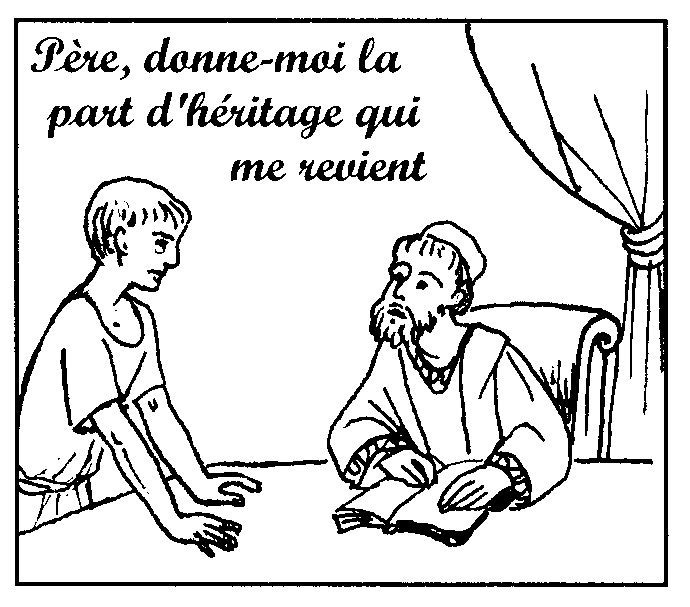 Père, donne-moi la
part d'héritage qui
me revient